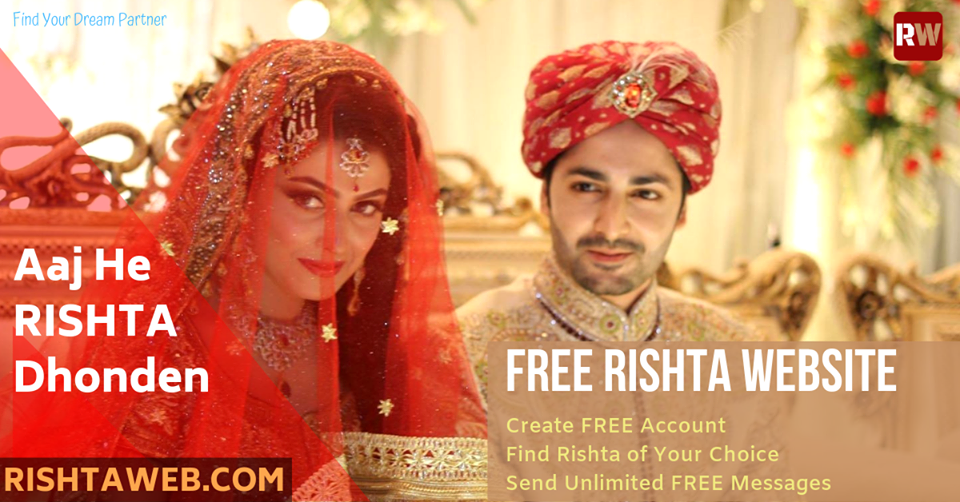 Find Your Dream Partner
RW
Aaj He
RISHTA
Dhonden
FREE RISHTA WEBSITE
Create FREE Account
Find Rishta of Your Choice
Send Unlimited FREE Messages
RISHTAWEB.COM